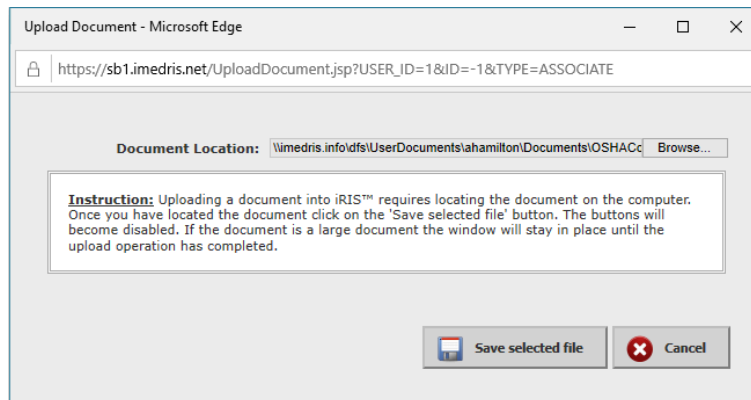 Upload Document - Microsoft Edge
https://sb1.imedris.net/UploadDocument.jsp?USER_ID=1&ID=-1&TYPE=ASSOCIATE
Document Location: \\imedris.info\dfs\UserDocuments\ahamilton\Documents\OSHACc Browse...
Instruction: Uploading a document into iRIS™ requires locating the document on the computer.
Once you have located the document click on the 'Save selected file' button. The buttons will
become disabled. If the document is a large document the window will stay in place until the
upload operation has completed.
Save selected file Cancel